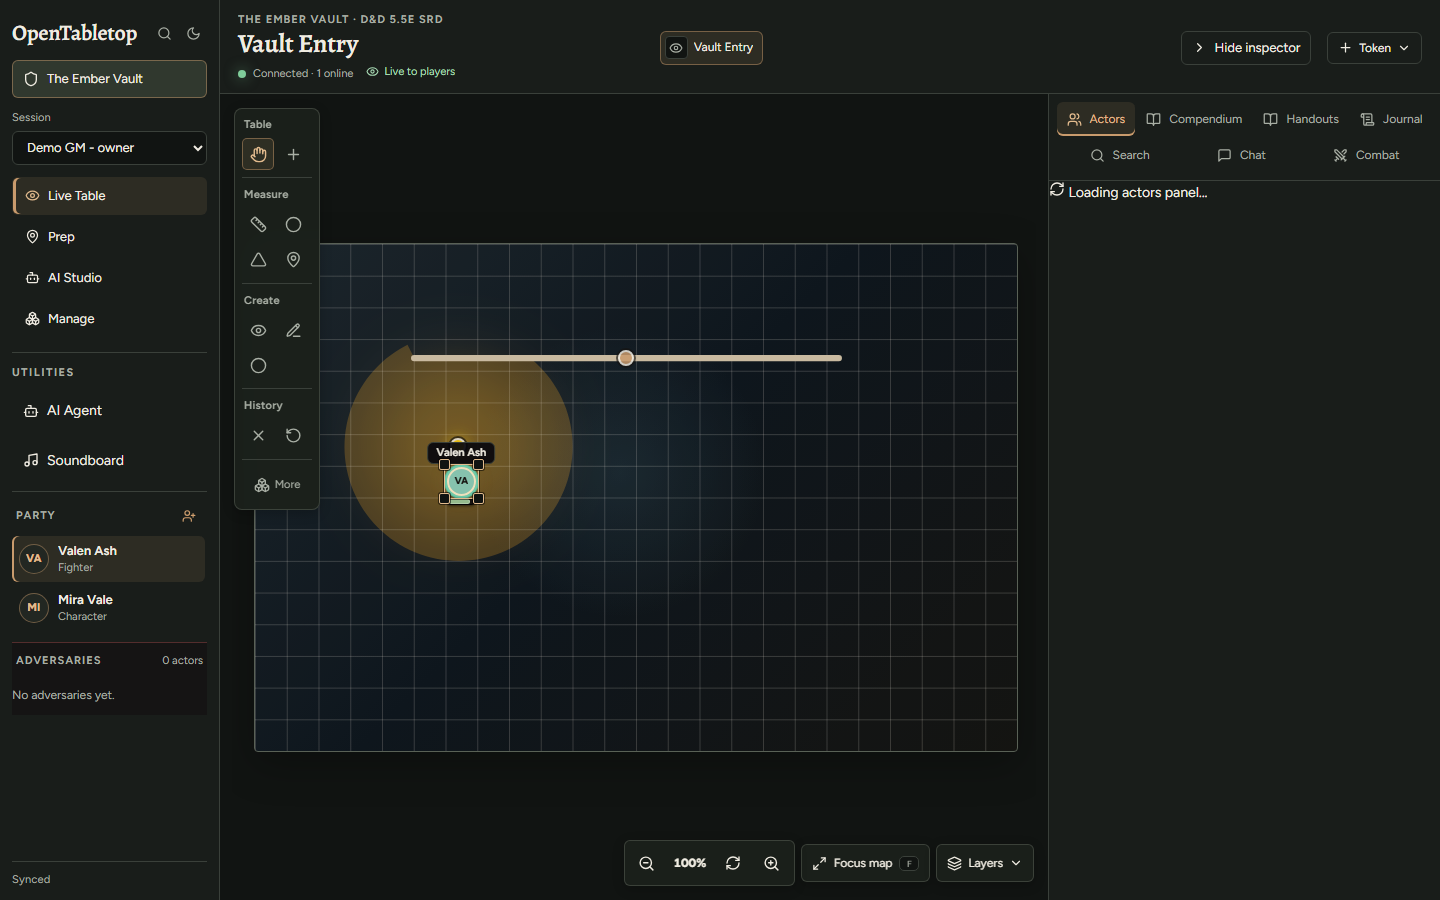 OpenTabletop
The Ember Vault
Session
Demo GM - owner
Live Table
Prep
AI Studio
Manage
UTILITIES
AI Agent
Soundboard
PARTY
VA
Valen Ash
Fighter
MI
Mira Vale
Character
ADVERSARIES
0 actors
No adversaries yet.
Synced
THE EMBER VAULT · D&D 5.5E SRD
Vault Entry
Connected · 1 online
Live to players
Vault Entry
Hide inspector
Token
Table
Measure
Create
History
More
Valen Ash
VA
100%
Focus map
F
Layers
Actors
Compendium
Handouts
Journal
Search
Chat
Combat
Loading actors panel...